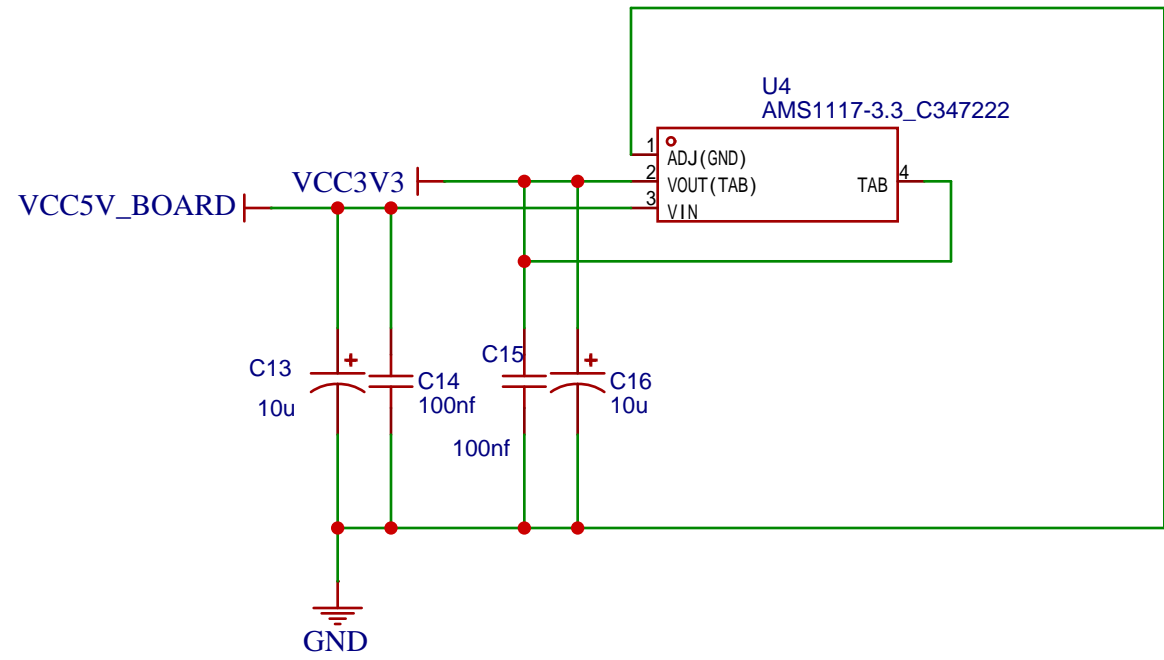 U4
AMS1117-3.3_C347222
1
ADJ(GND)
VCC3V3
2
VOUT(TAB)
TAB
4
VCC5V_BOARD
3
VIN
C13
10u
+
C14
100nf
C15
100nf
+
C16
10u
GND